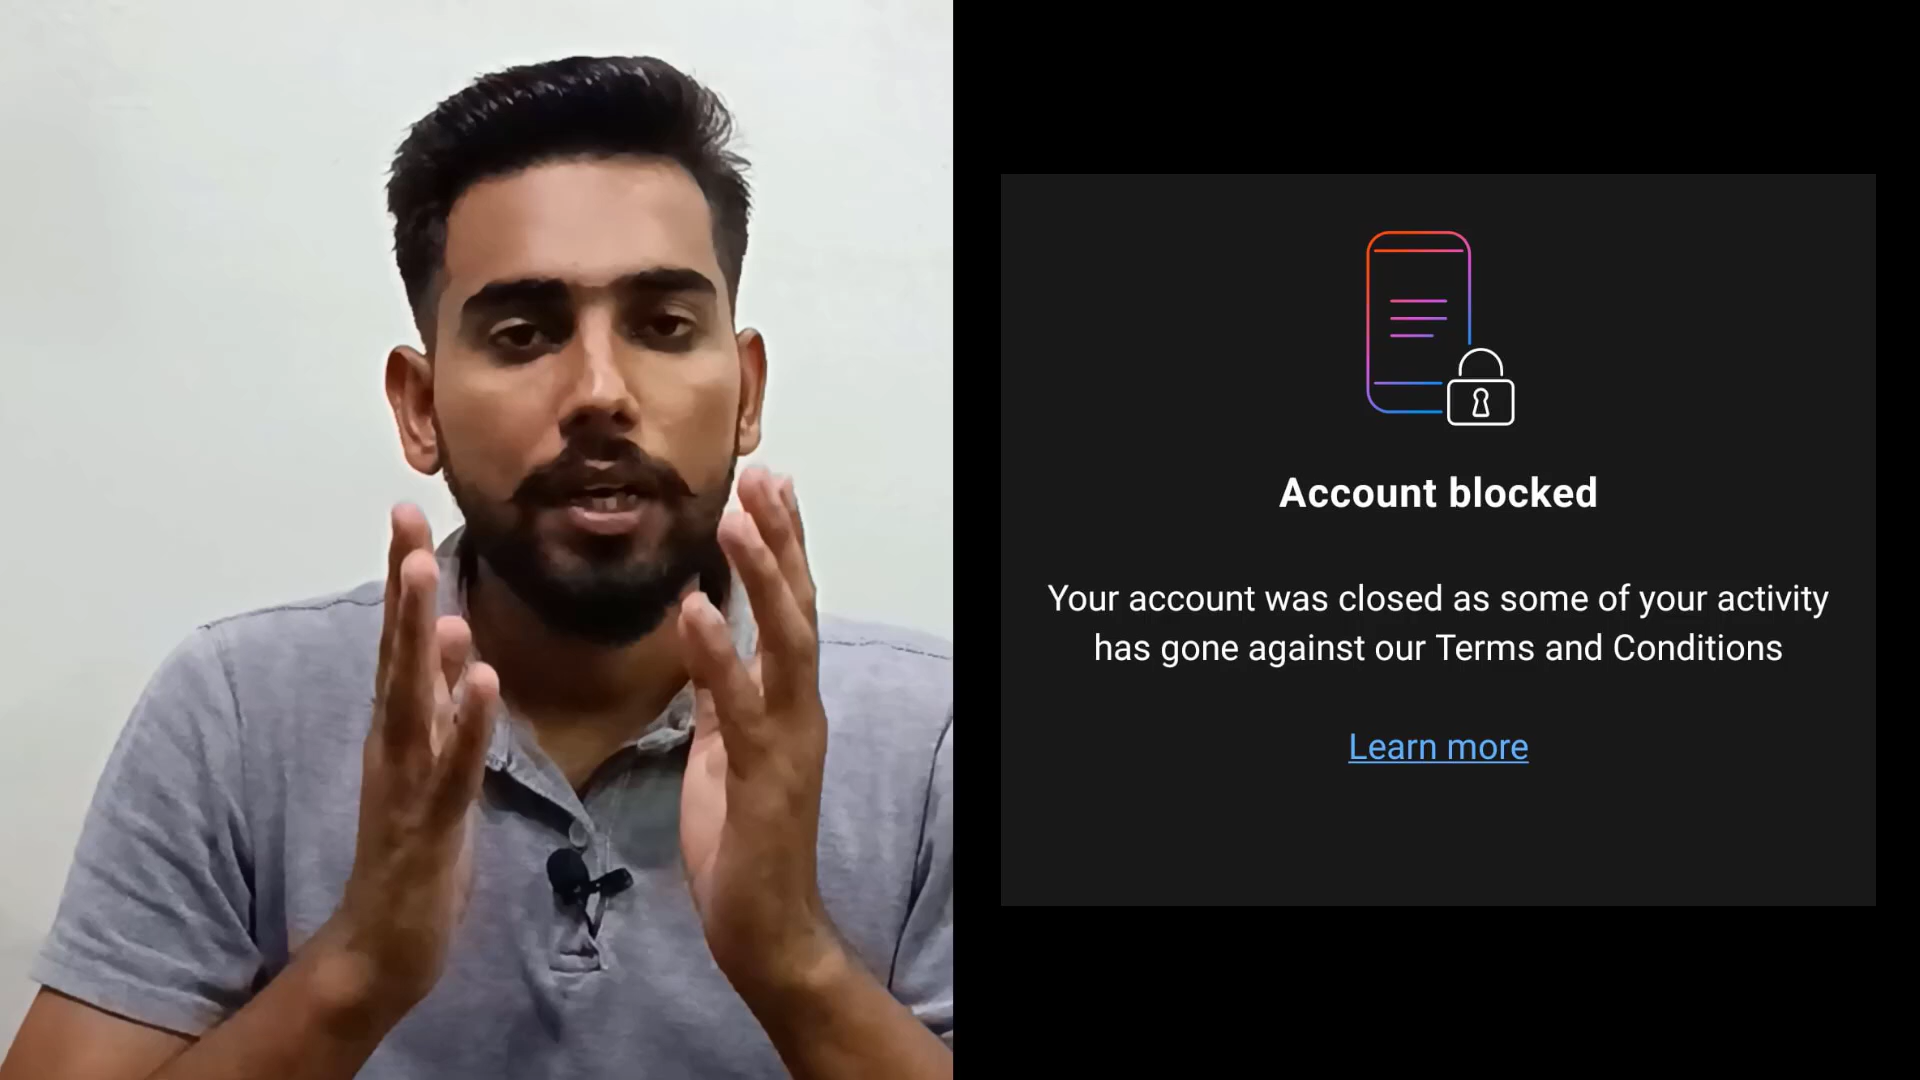 Account blocked
Your account was closed as some of your activity
has gone against our Terms and Conditions
Learn more